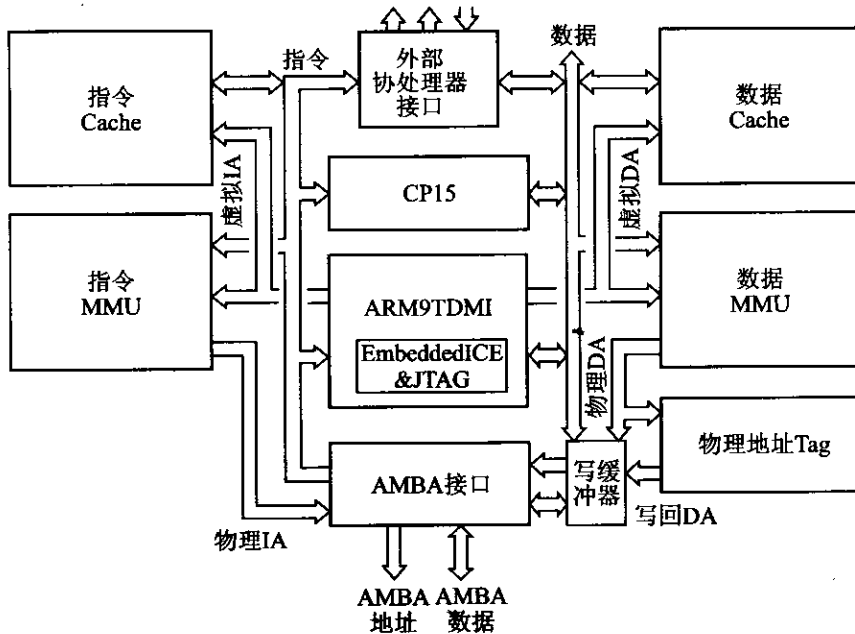 数据
指令
外部
协处理器
接口
指令
Cache
数据
Cache
虚拟IA
CP15
虚拟DA
指令
MMU
ARM9TDMI
EmbeddedICE
&JTAG
数据
MMU
物理DA
物理地址Tag
AMBA接口
写缓
冲器
物理IA
写回DA
AMBA
地址
AMBA
数据